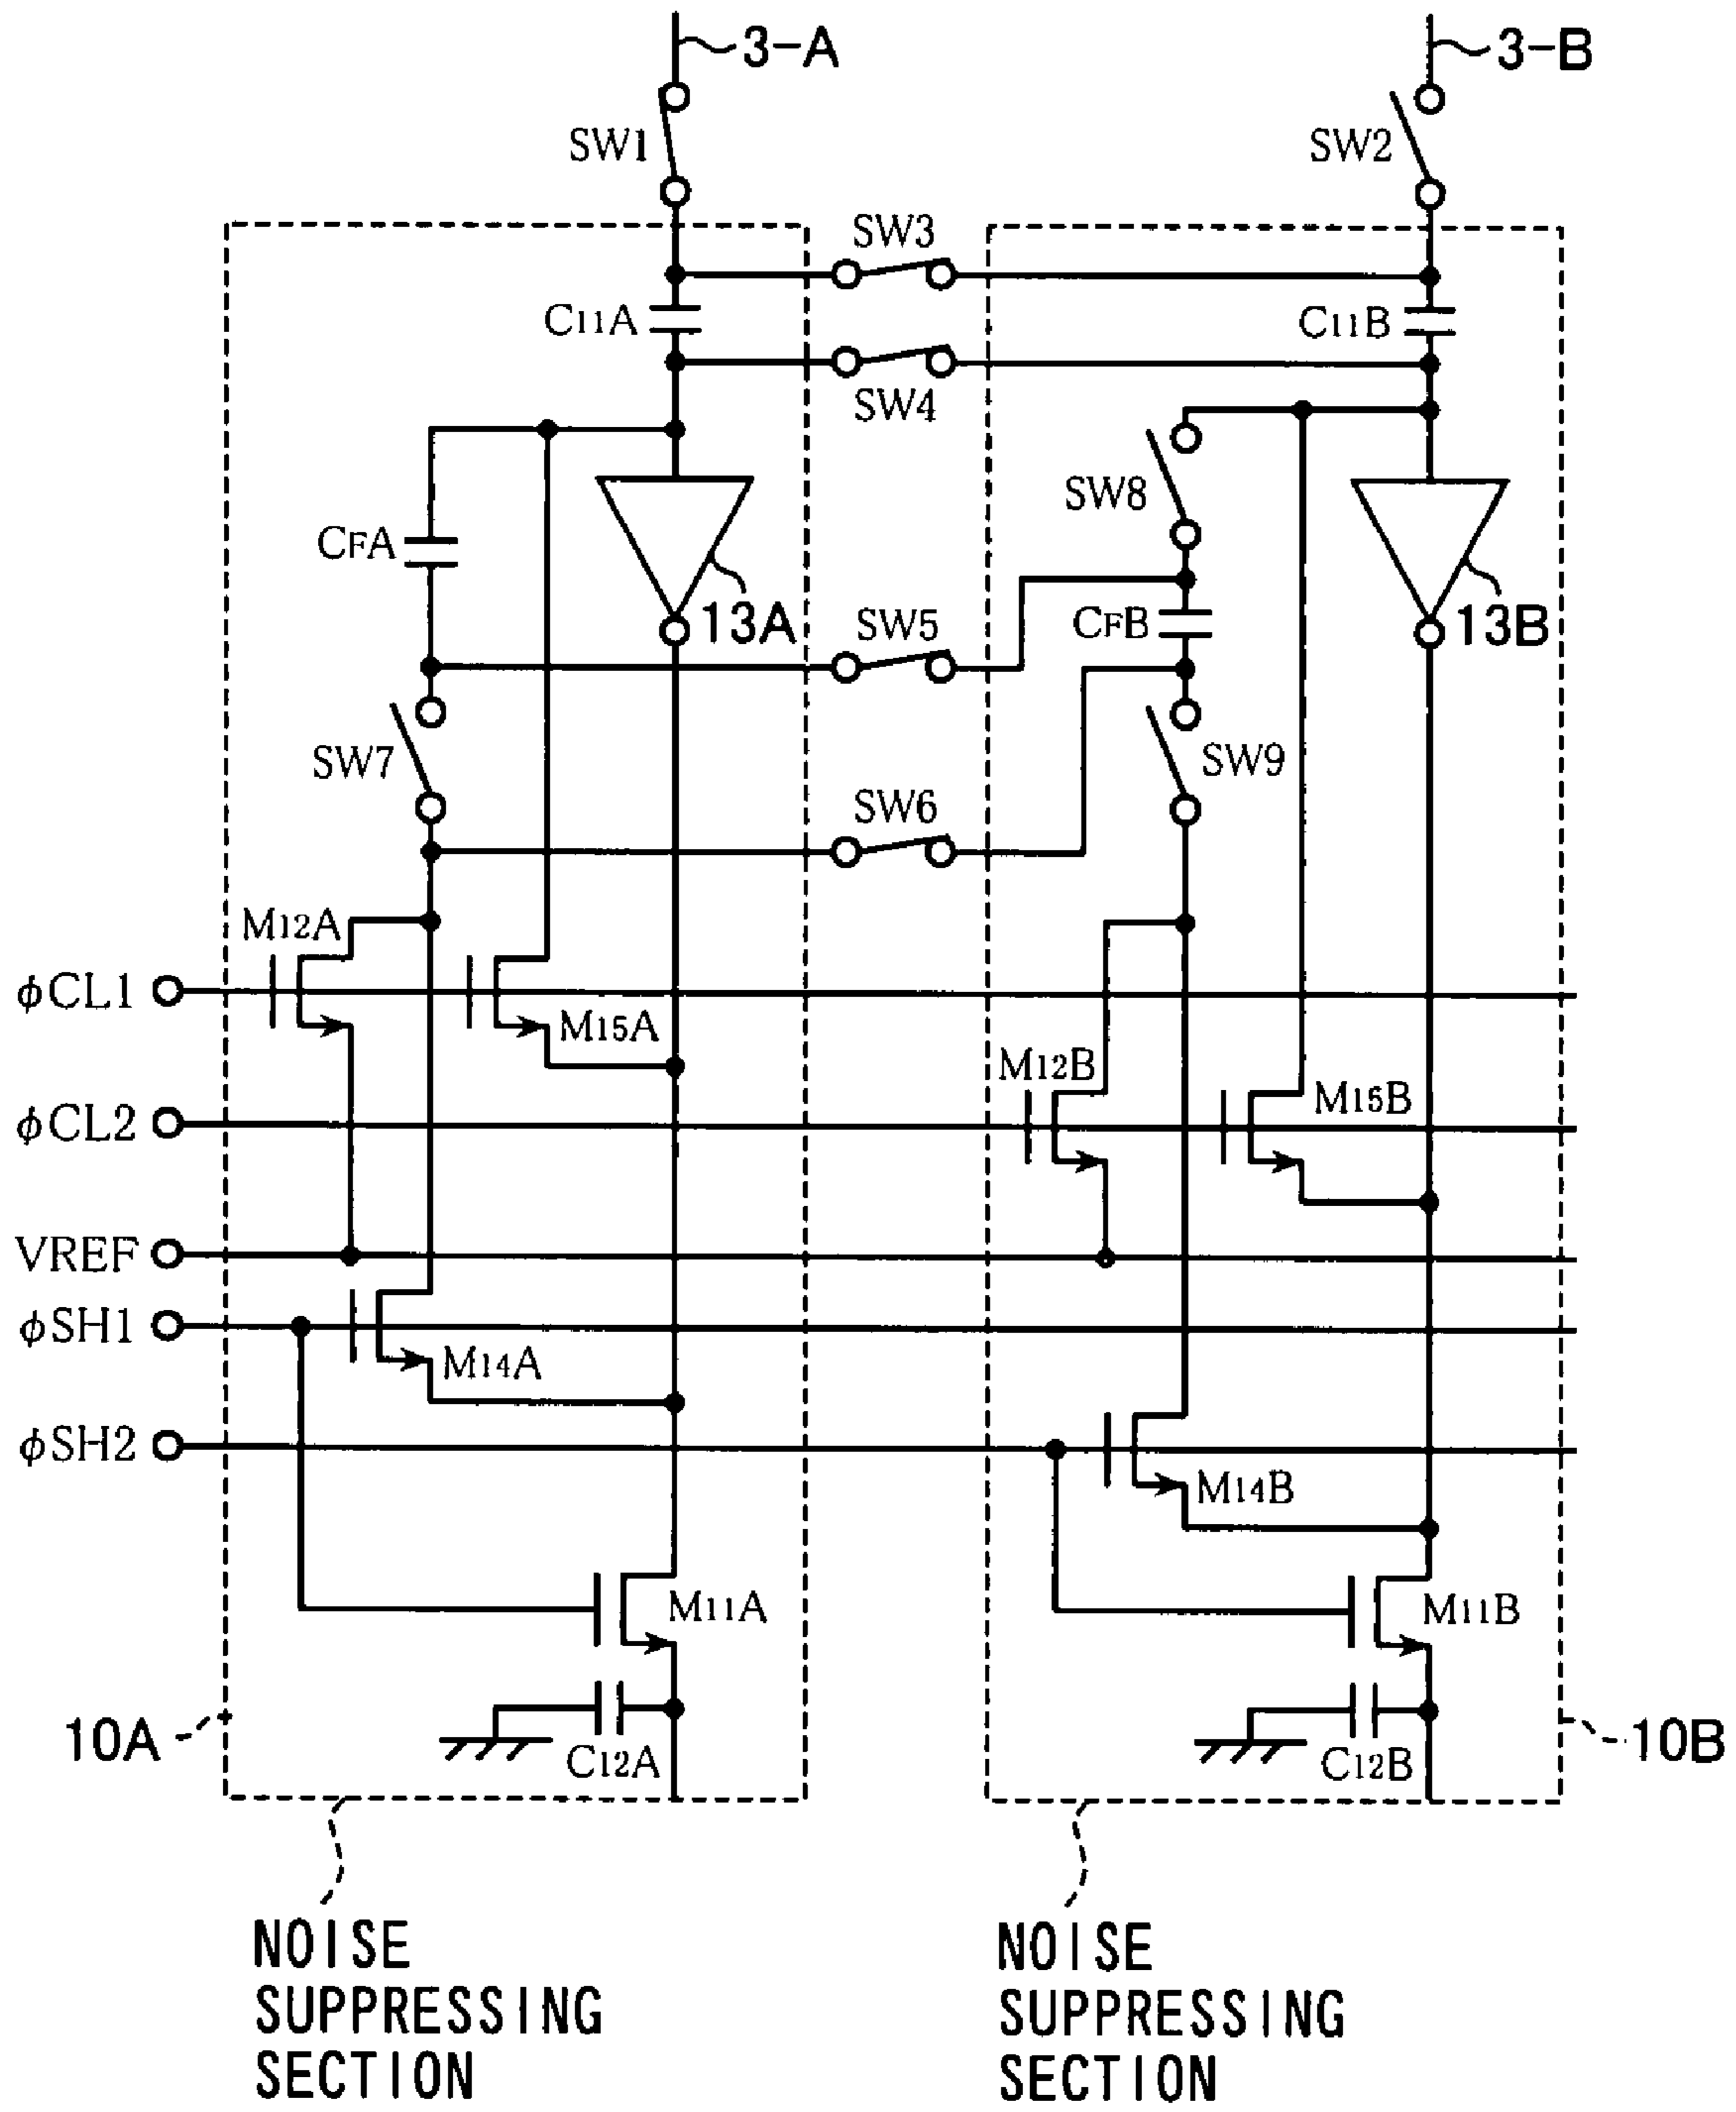 3-A
3-B
SW1
SW2
SW3
C11A
C11B
SW4
SW8
CFA
13A
SW5
CFB
13B
SW7
SW9
SW6
M12A
φCL1
M15A
M12B
M15B
φCL2
VREF
φSH1
M14A
φSH2
M14B
M11A
M11B
10A
C12A
C12B
10B
NOISE
SUPPRESSING
SECTION
NOISE
SUPPRESSING
SECTION